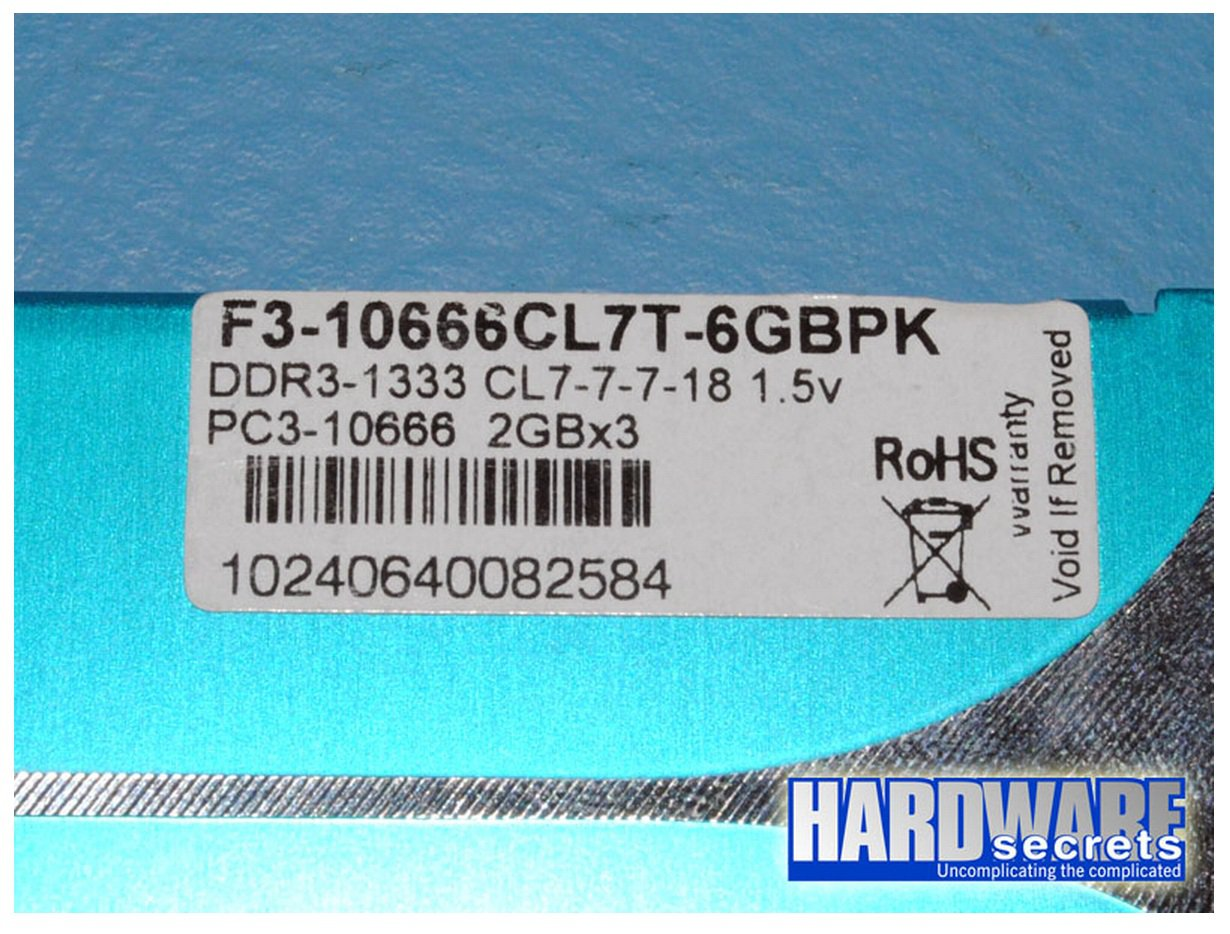 F3-10666CL7T-6GBPK
DDR3-1333 CL7-7-7-18 1.5v
PC3-10666 2GBx3
10240640082584
RoHS
Warranty
Void If Removed
HARDWARE
secrets
Uncomplicating the complicated